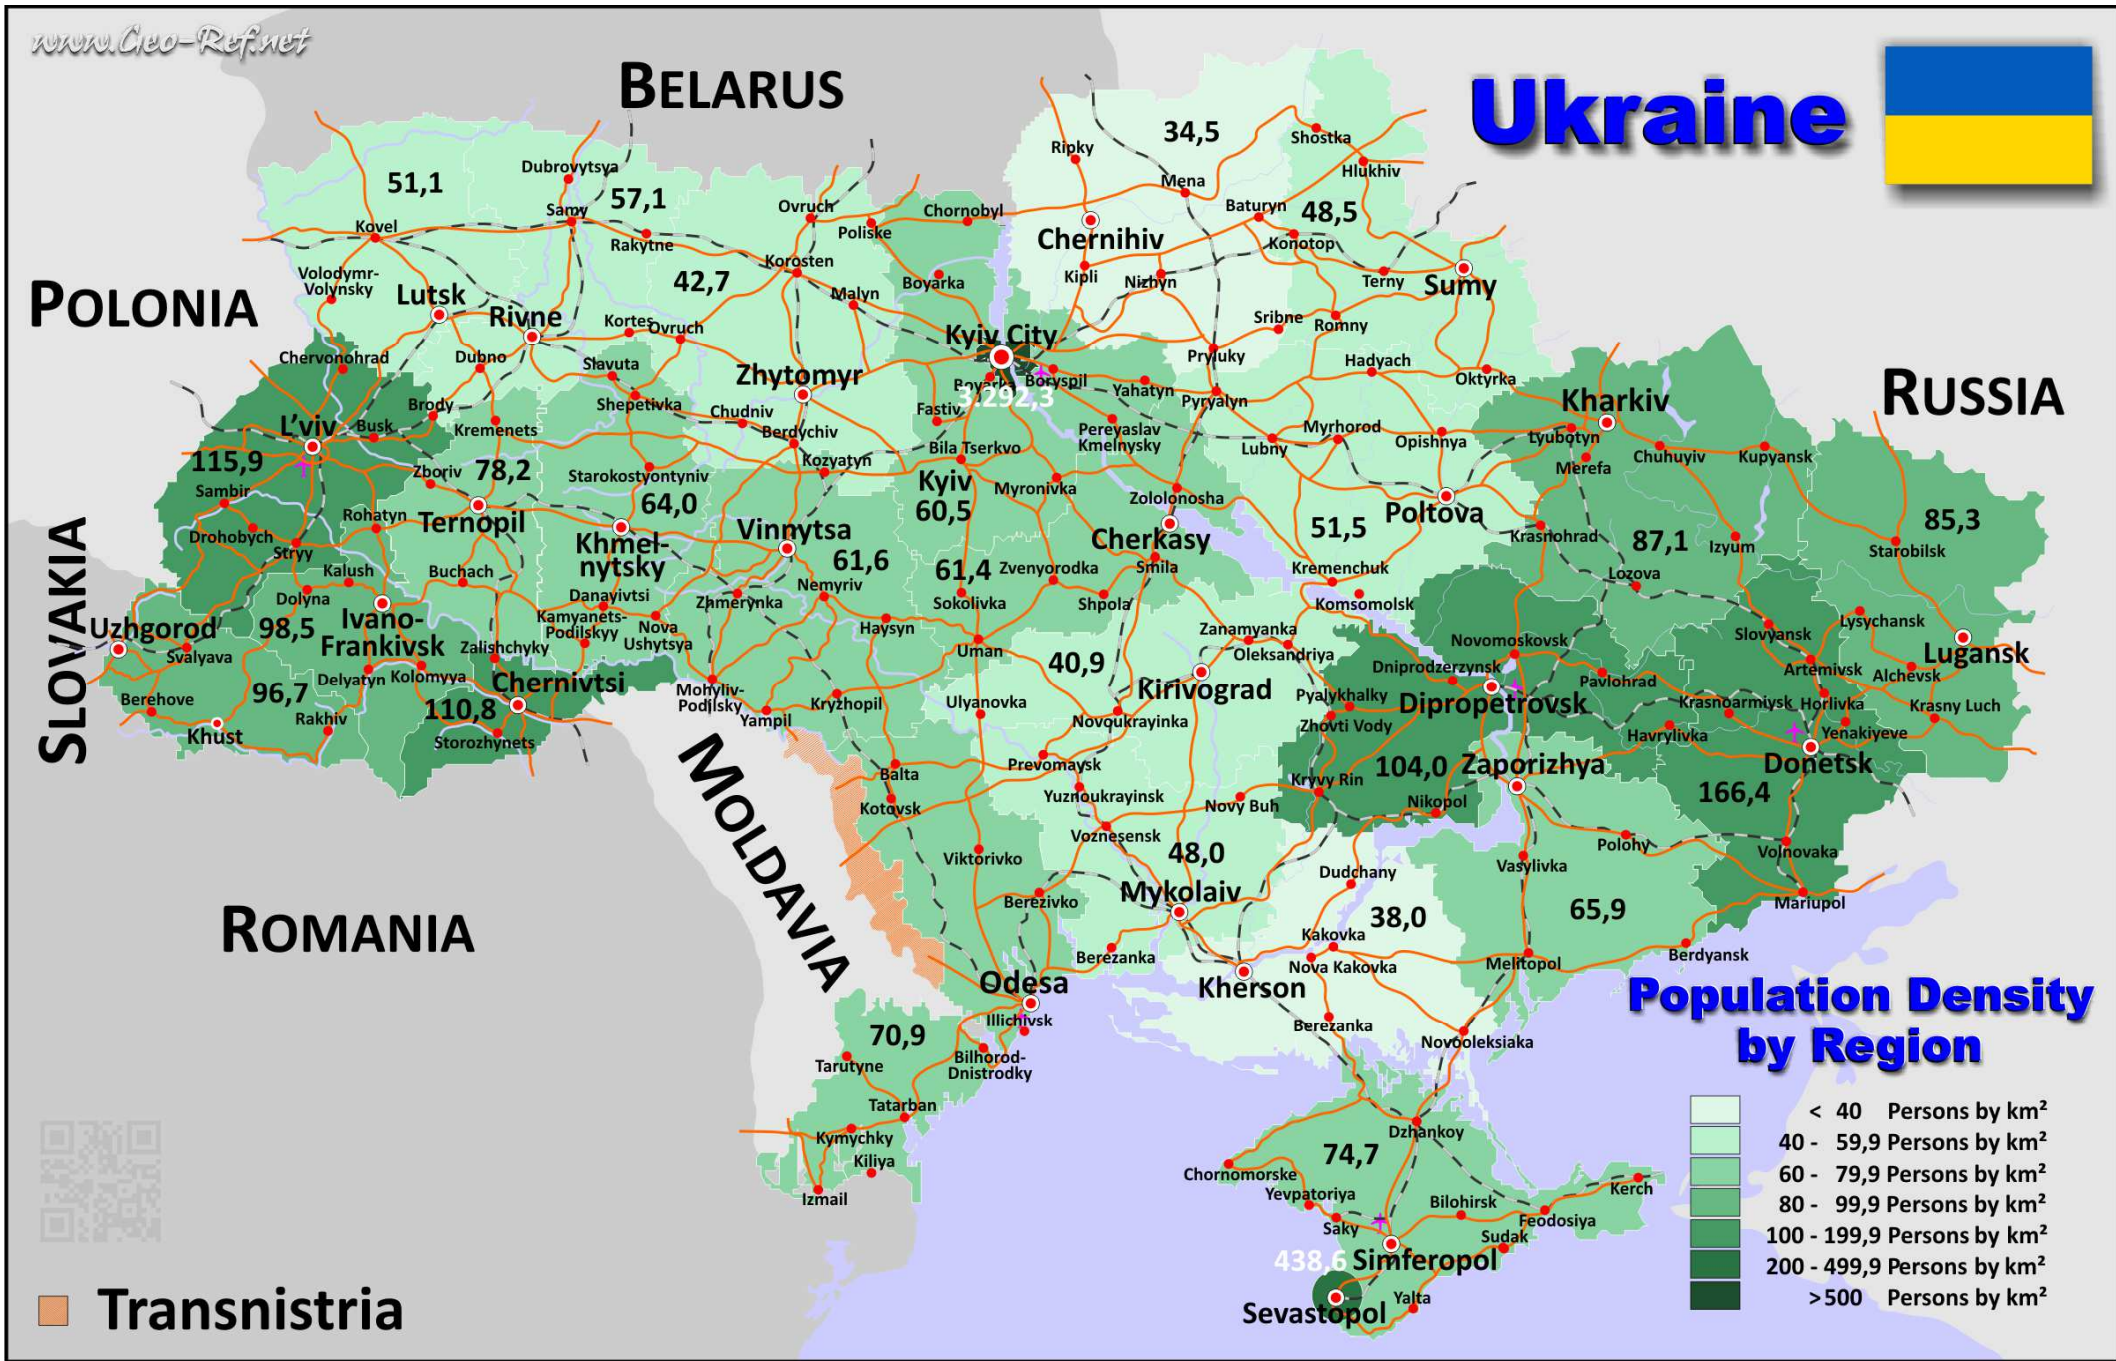 www.Geo-Ref.net
BELARUS
Ukraine
POLONIA
SLOVAKIA
ROMANIA
MOLDAVIA
RUSSIA
34,5
Ripky
Shostka
Hlukhiv
Mena
Baturyn
48,5
Chernihiv
Konotop
Kipli
Nizhyn
Terny
Sumy
Sribne
Romny
Pryluky
Hadyach
Oktyrka
51,1
Dubrovytsya
57,1
Samy
Kovel
Rakytne
Ovruch
Poliske
Chornobyl
Korosten
42,7
Boyarka
Malyn
Volodymr-
Volynsky
Lutsk
Rivne
Kortes
Ovruch
Dubno
Slavuta
Shepetivka
Chervonohrad
Kyiv City
Boyarka
Boryspil
3.292,3
Yahatyn
Pyryalyn
Zhytomyr
Chudniv
Berdychiv
Fastiv
Pereyaslav
Kmelnysky
Brody
Kremenets
L'viv
Busk
115,9
Zboriv
78,2
Sambir
Starokostyontyniv
64,0
Kozyatyn
Bila Tserkvo
Kyiv
60,5
Myronivka
Zololonosha
Lubny
Myrhorod
Opishnya
Kharkiv
Lyubotyn
Merefa
Chuhuyiv
Kupyansk
Rohatyn
Ternopil
Drohobych
Stryy
Khmel-
nytsky
Vinnytsa
61,6
Cherkasy
Smila
51,5
Poltova
Krasnohrad
87,1
Izyum
85,3
Starobilsk
Kalush
Buchach
Dolyna
Danayivtsi
Zhmerynka
Nemyriv
61,4
Zvenyorodka
Sokolivka
Shpola
Kremenchuk
Komsomolsk
Lozova
Uzhgorod
98,5
Ivano-
Frankivsk
Kamyanets-
Podilskyy
Nova
Ushytsya
Haysyn
Uman
Svalyava
Zalishchyky
Zanamyanka
Oleksandriya
40,9
Novomoskovsk
Slovyansk
Lysychansk
Lugansk
Delyatyn
Kolomyya
Chernivtsi
Mohyliv-
Podilsky
Kirivograd
Dniprodzerzynsk
Pavlohrad
Artemivsk
Alchevsk
96,7
Berehove
Rakhiv
110,8
Yampil
Kryzhopil
Ulyanovka
Novoukrayinka
Pyalykhalky
Zhovti Vody
Dipropetrovsk
Krasnoarmiysk
Horlivka
Krasny Luch
Khust
Storozhynets
Havrylivka
Yenakiyeve
Balta
Prevomaysk
Kryvy Rin
104,0
Zaporizhya
Donetsk
Kotovsk
Yuznoukrayinsk
Novy Buh
Nikopol
166,4
Voznesensk
48,0
Viktorivko
Dudchany
Vasylivka
Polohy
Volnovaka
Berezivko
Mykolaiv
38,0
65,9
Mariupol
Berezanka
Kakovka
Nova Kakovka
Melitopol
Berdyansk
Odesa
Kherson
Illichivsk
Berezanka
Novooleksiaka
70,9
Tarutyne
Bilhorod-
Dnistrodky
Tatarban
Kymychky
Kiliya
Izmail
Dzhankoy
74,7
Chornomorske
Yevpatoriya
Bilohirsk
Kerch
Saky
Feodosiya
Sudak
438,6
Simferopol
Sevastopol
Yalta
Population Density
by Region
< 40 Persons by km²
40 - 59,9 Persons by km²
60 - 79,9 Persons by km²
80 - 99,9 Persons by km²
100 - 199,9 Persons by km²
200 - 499,9 Persons by km²
>500 Persons by km²
Transnistria